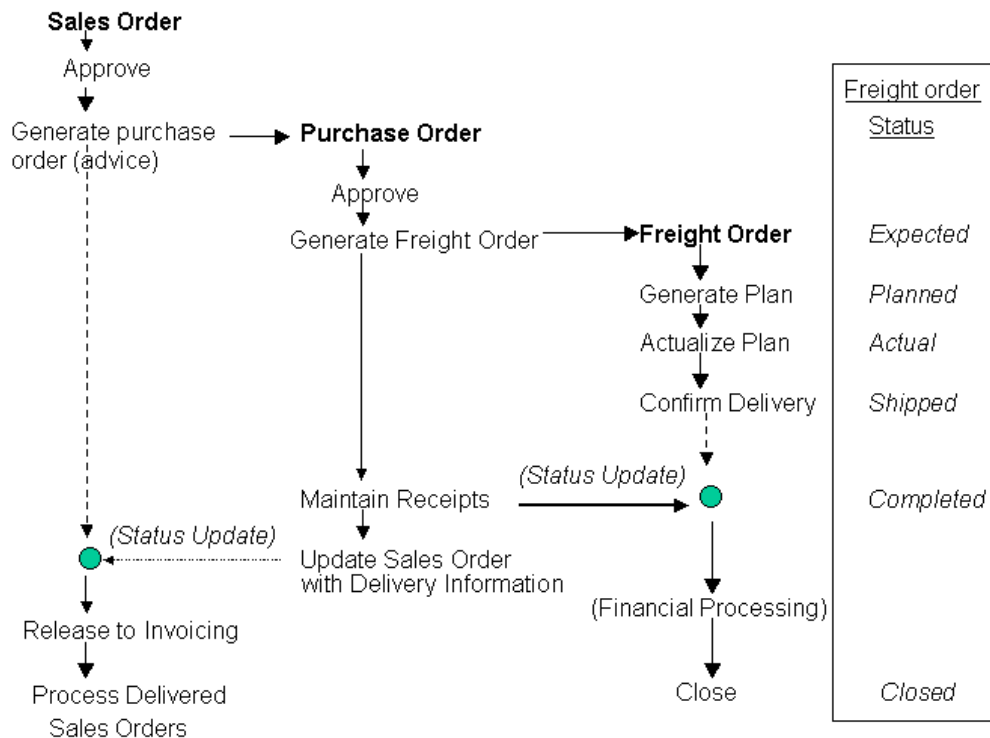 Sales Order
Approve
Generate purchase
order (advice)
Purchase Order
Approve
Generate Freight Order
Freight Order
Generate Plan
Actualize Plan
Confirm Delivery
(Status Update)
Maintain Receipts
(Status Update)
Update Sales Order
with Delivery Information
Release to Invoicing
Process Delivered
Sales Orders
(Financial Processing)
Close
Freight order
Status
Expected
Planned
Actual
Shipped
Completed
Closed